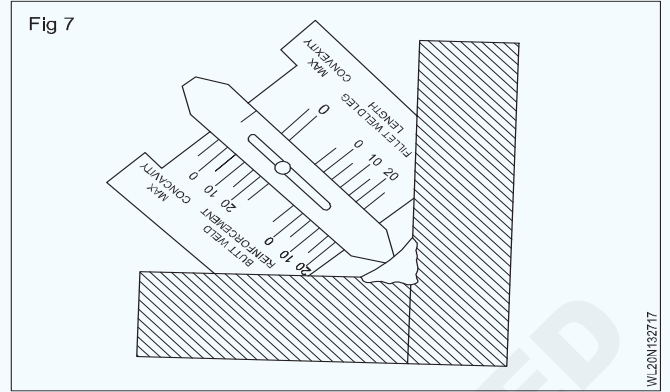 Fig 7
MAX
CONVEXITY
0
FILLET WELD LEG
LENGTH
0 10 20
MAX
CONCAVITY
0 10 20
BUTT WELD
REINFORCEMENT
0 10 20
WL20N132717
ED